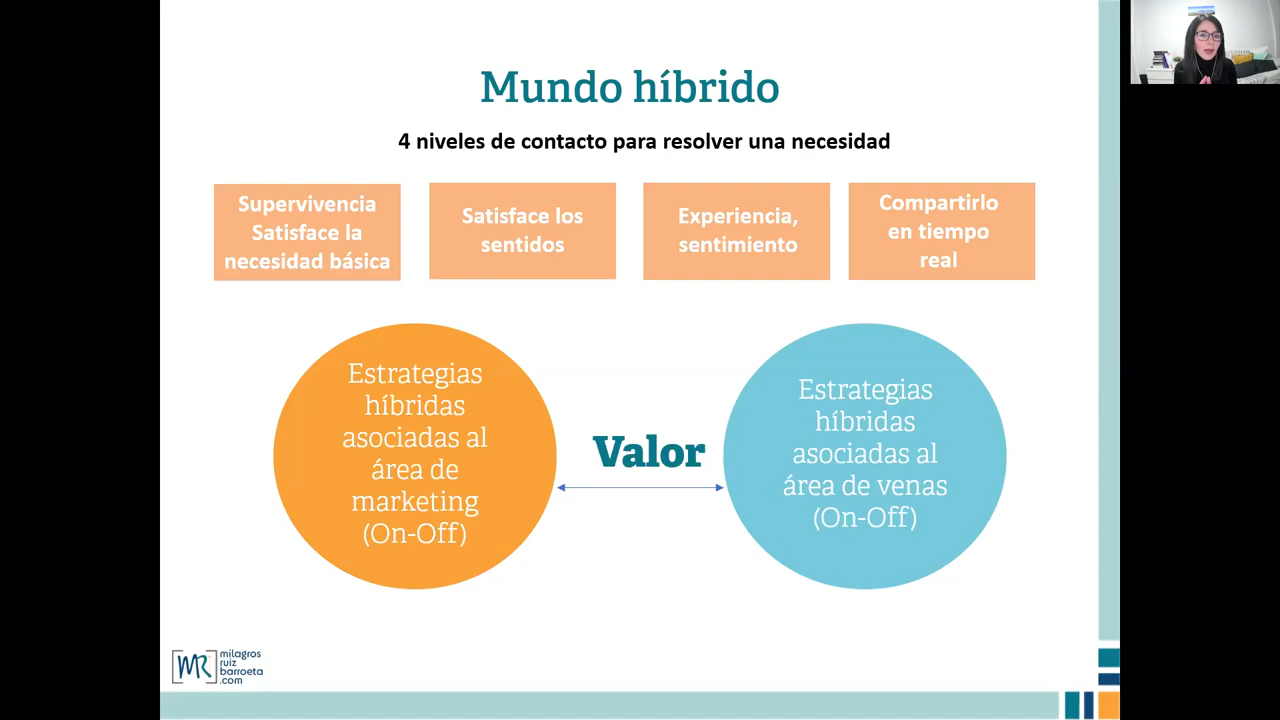 Mundo híbrido
4 niveles de contacto para resolver una necesidad
Supervivencia
Satisface la
necesidad básica
Satisface los
sentidos
Experiencia,
sentimiento
Compartirlo
en tiempo
real
Estrategias
híbridas
asociadas al
área de
marketing
(On-Off)
Valor
Estrategias
híbridas
asociadas al
área de venas
(On-Off)
MR
milagros
ruiz
barroeta
.com